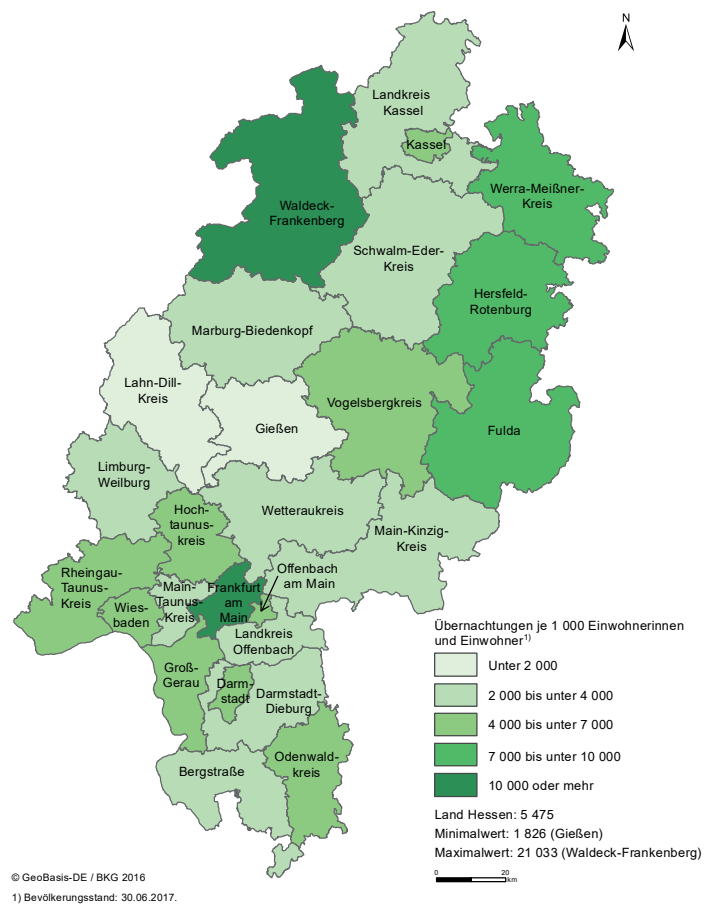 N
Landkreis
Kassel
Kassel
Werra-Meißner-
Kreis
Waldeck-
Frankenberg
Schwalm-Eder-
Kreis
Hersfeld-
Rotenburg
Marburg-Biedenkopf
Lahn-Dill-
Kreis
Vogelsbergkreis
Gießen
Fulda
Limburg-
Weilburg
Hoch-
taunus-
kreis
Wetteraukreis
Main-Kinzig-
Kreis
Offenbach
am Main
Rheingau-
Taunus-
Kreis
Main-
Taunus-
Kreis
Frankfurt
am
Main
Wies-
baden
Landkreis
Offenbach
Groß-
Gerau
Darm-
stadt
Darmstadt-
Dieburg
Bergstraße
Odenwald-
kreis
Übernachtungen je 1 000 Einwohnerinnen
und Einwohner1)
Unter 2 000
2 000 bis unter 4 000
4 000 bis unter 7 000
7 000 bis unter 10 000
10 000 oder mehr
Land Hessen: 5 475
Minimalwert: 1 826 (Gießen)
Maximalwert: 21 033 (Waldeck-Frankenberg)
0 20
km
© GeoBasis-DE / BKG 2016
1) Bevölkerungsstand: 30.06.2017.